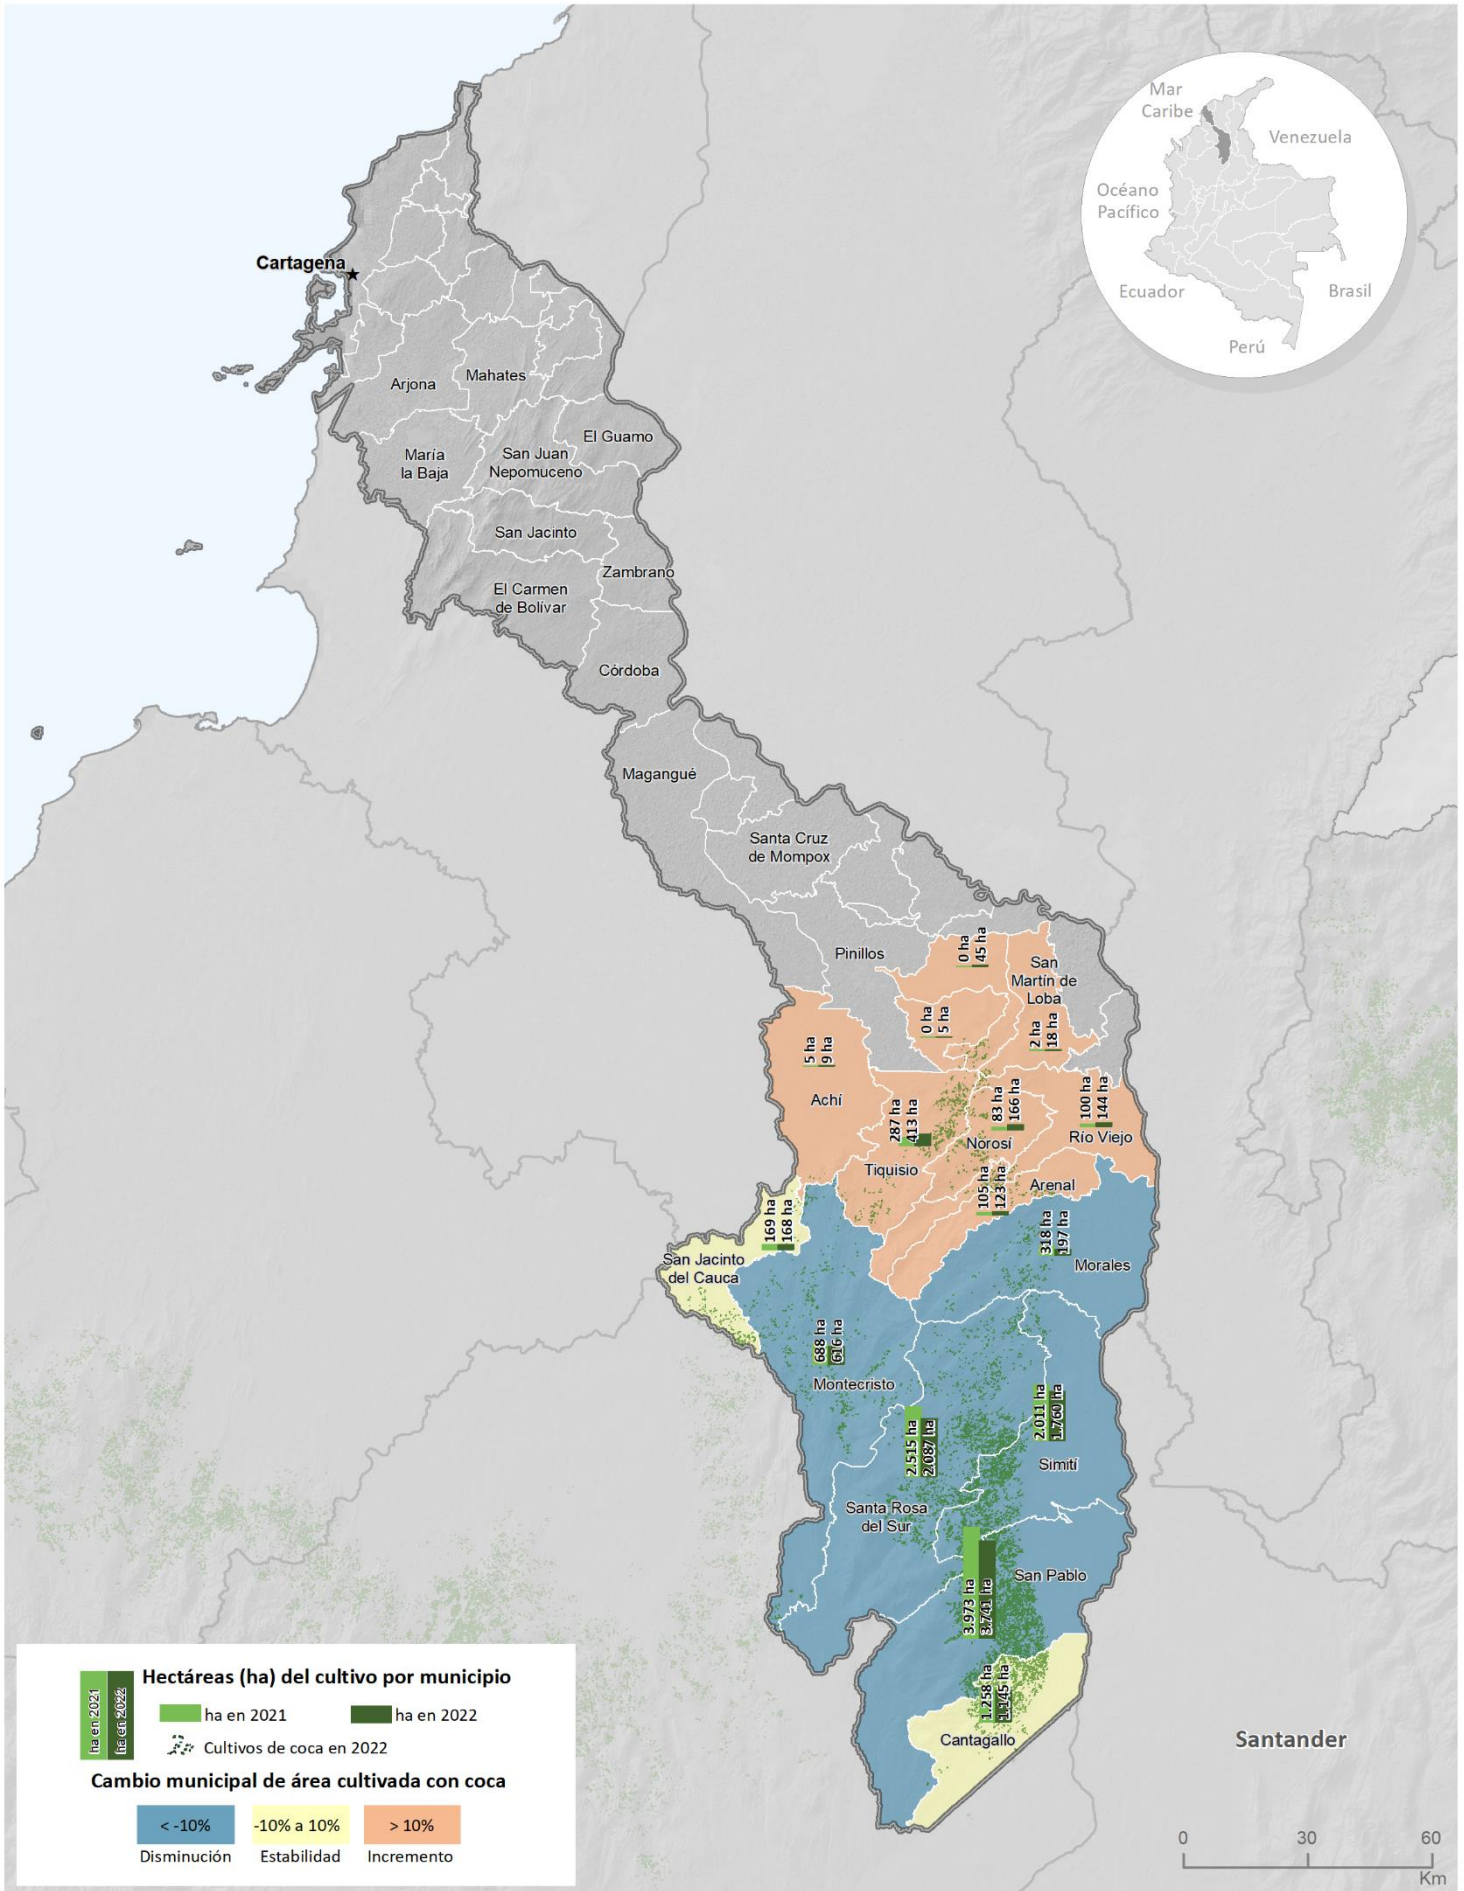 Mar
Caribe
Venezuela
Océano
Pacífico
Ecuador
Brasil
Perú
Cartagena
Arjona
Mahates
El Guamo
María
la Baja
San Juan
Nepomuceno
San Jacinto
Zambrano
El Carmen
de Bolívar
Córdoba
Magangué
Santa Cruz
de Mompox
Pinillos
0 ha
45 ha
San
Martín de
Loba
0 ha
5 ha
2 ha
18 ha
5 ha
9 ha
Achí
287 ha
413 ha
Tiquisio
83 ha
166 ha
Norosí
100 ha
144 ha
Río Viejo
105 ha
123 ha
Arenal
169 ha
168 ha
San Jacinto
del Cauca
318 ha
197 ha
Morales
688 ha
616 ha
Montecristo
2.011 ha
1.760 ha
Simití
2.515 ha
2.087 ha
Santa Rosa
del Sur
3.973 ha
3.741 ha
San Pablo
1.258 ha
1.145 ha
Cantagallo
Santander
Hectáreas (ha) del cultivo por municipio
ha en 2021
ha en 2022
ha en 2021
ha en 2022
Cultivos de coca en 2022
Cambio municipal de área cultivada con coca
< -10%
-10% a 10%
> 10%
Disminución
Estabilidad
Incremento
0
30
60
Km